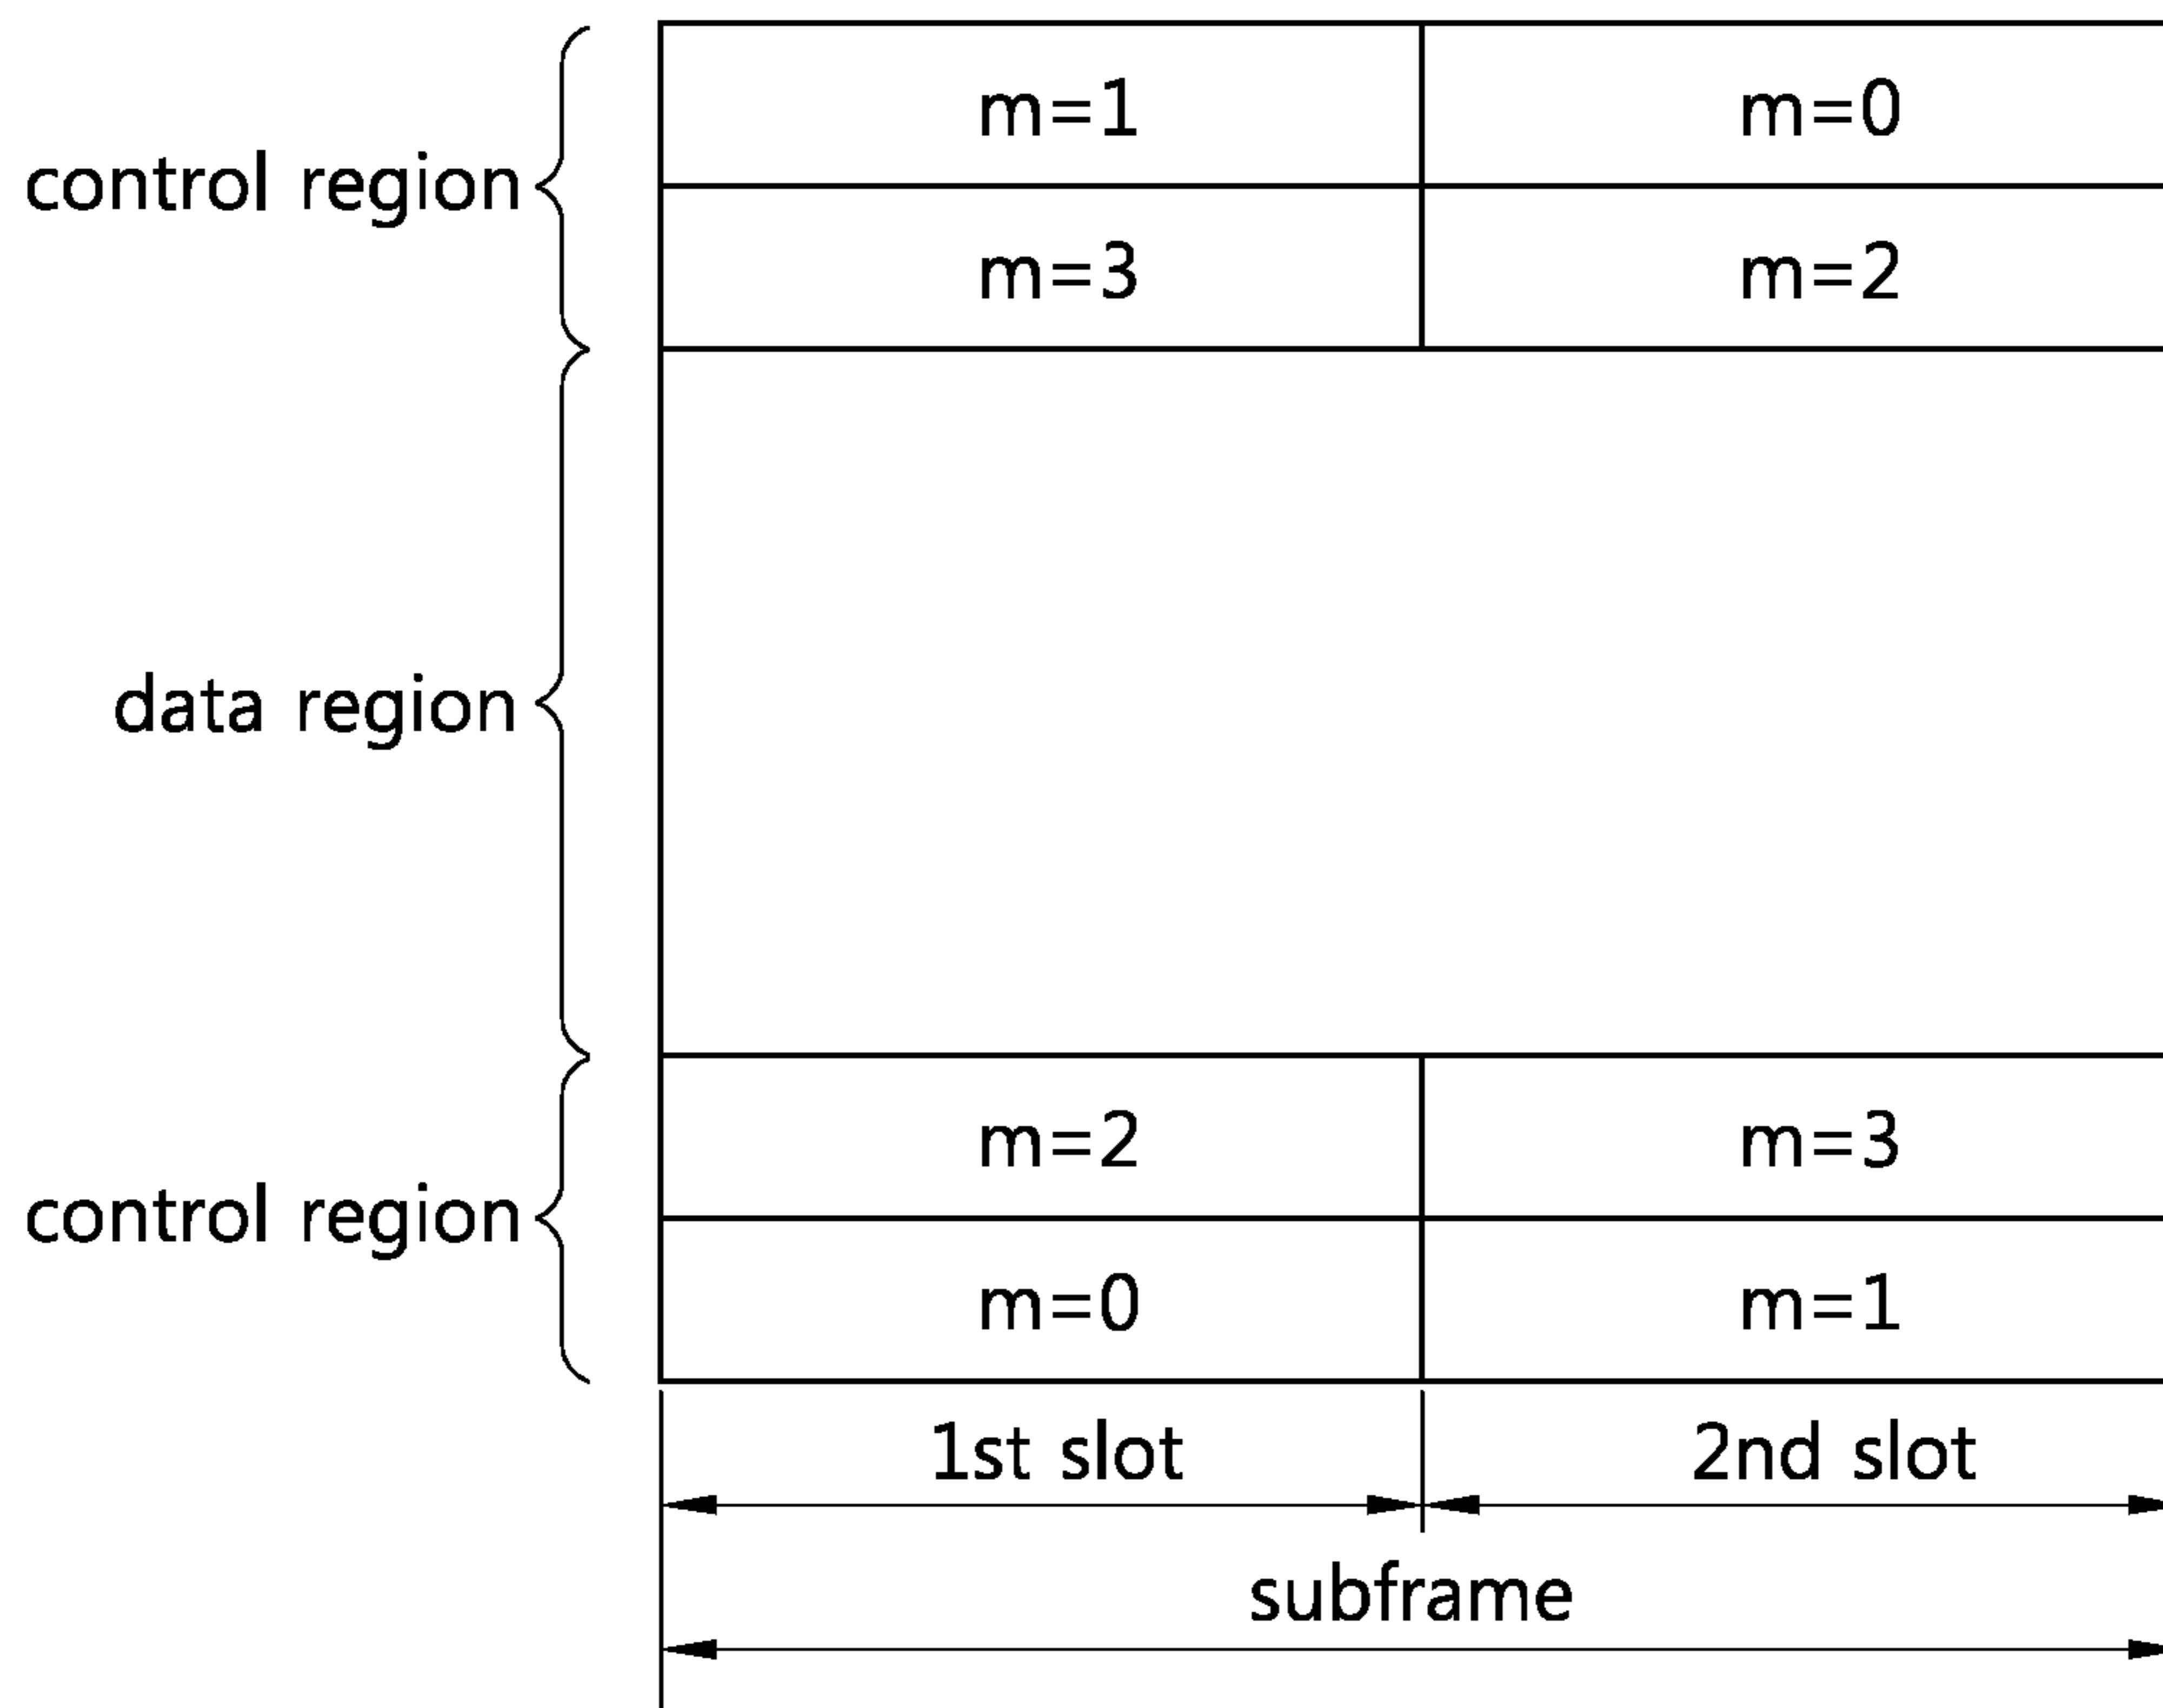 m=1 m=0
control region
m=3 m=2
data region
m=2 m=3
control region
m=0 m=1
1st slot 2nd slot
subframe